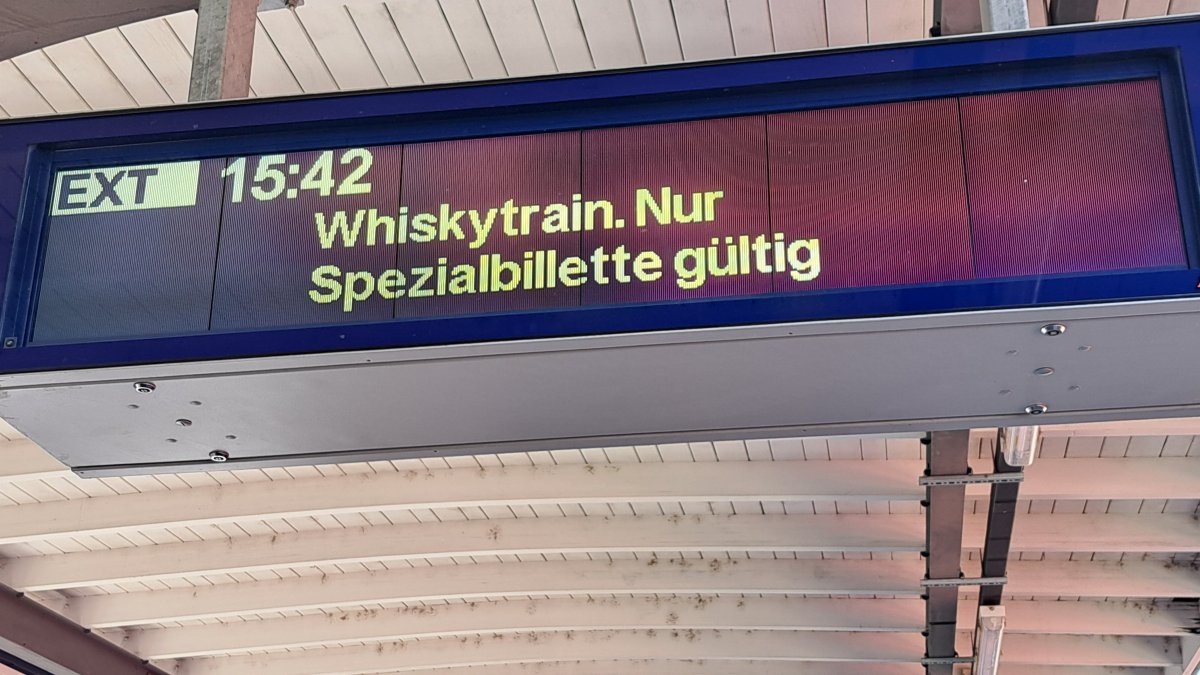 EXT 15:42
Whiskytrain. Nur
Spezialbillette gültig